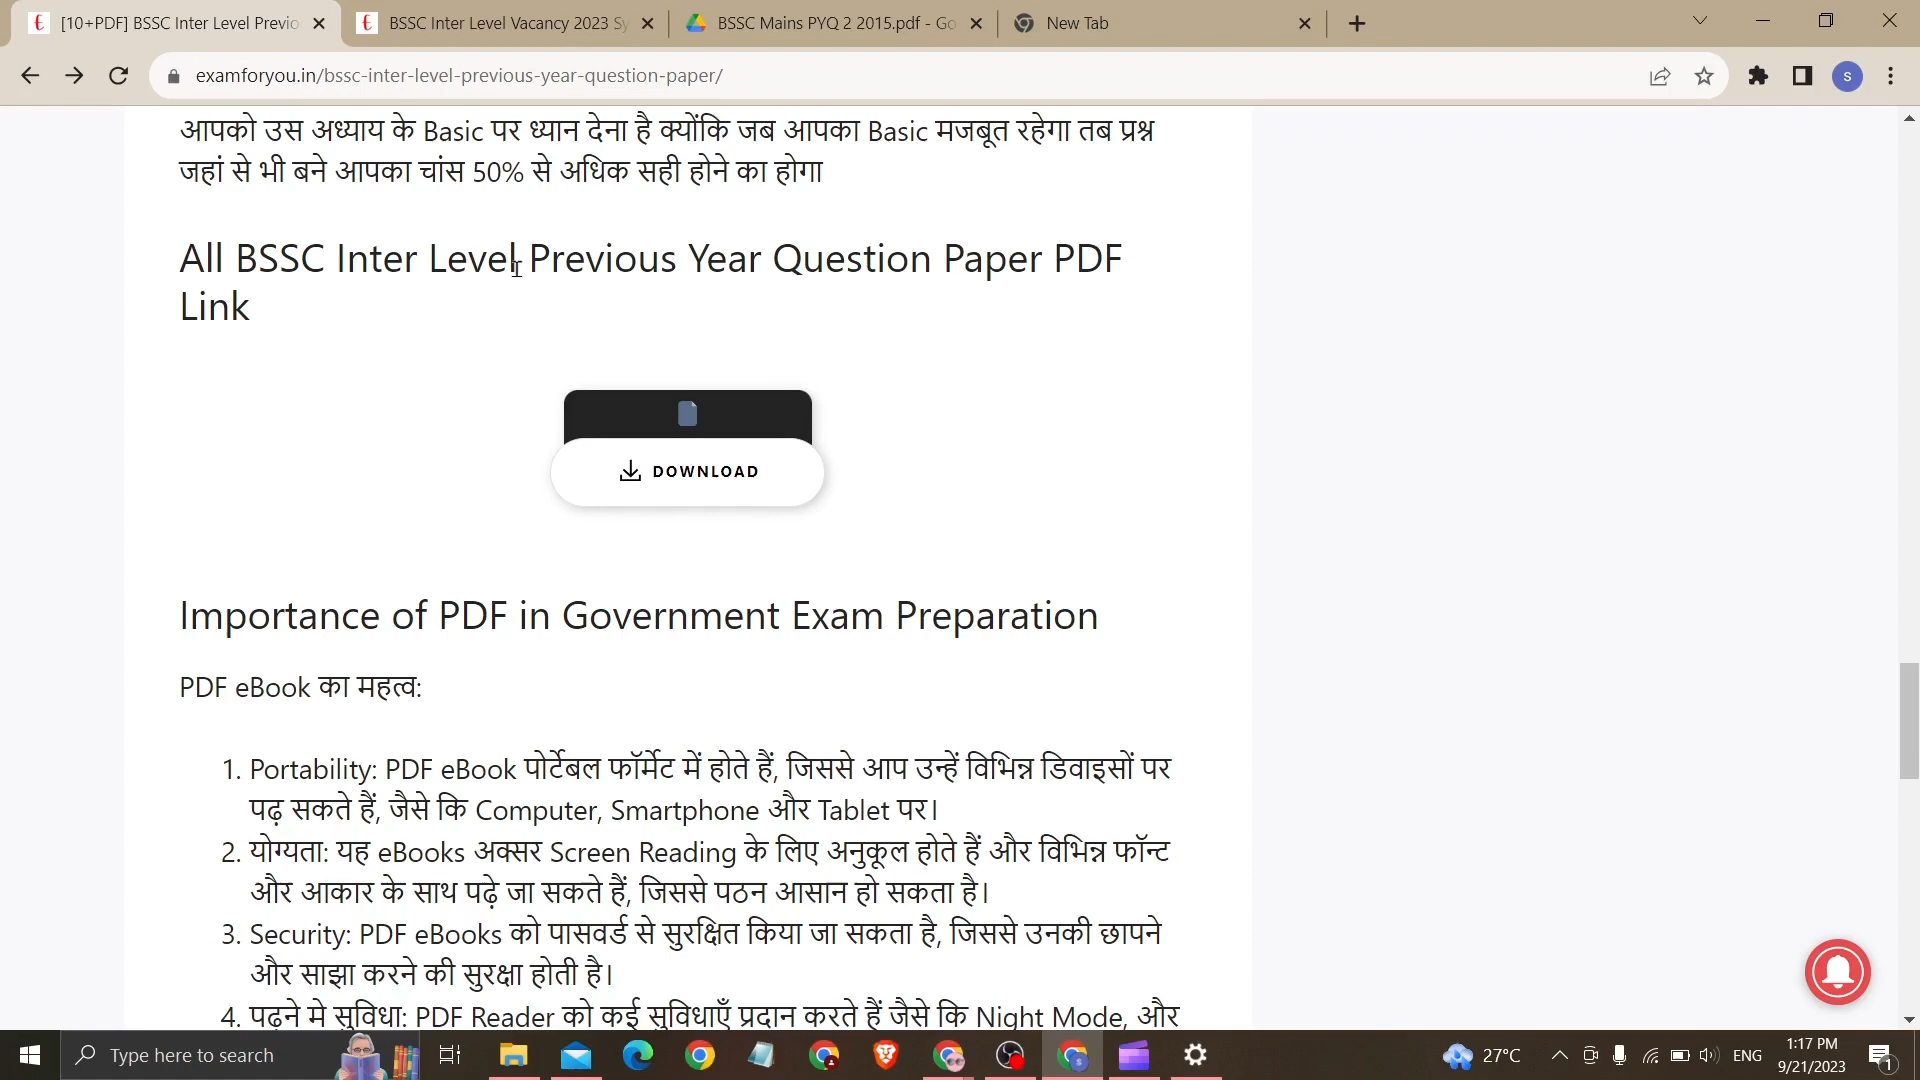 [10+PDF] BSSC Inter Level Previo
BSSC Inter Level Vacancy 2023 Sy
BSSC Mains PYQ 2 2015.pdf - Go
New Tab
examforyou.in/bssc-inter-level-previous-year-question-paper/
S
आपको उस अध्याय के Basic पर ध्यान देना है क्योंकि जब आपका Basic मजबूत रहेगा तब प्रश्न
जहां से भी बने आपका चांस 50% से अधिक सही होने का होगा
All BSSC Inter Level Previous Year Question Paper PDF
Link
DOWNLOAD
Importance of PDF in Government Exam Preparation
PDF eBook का महत्व:
1. Portability: PDF eBook पोर्टेबल फॉर्मेट में होते हैं, जिससे आप उन्हें विभिन्न डिवाइसों पर
पढ़ सकते हैं, जैसे कि Computer, Smartphone और Tablet पर।
2. योग्यता: यह eBooks अक्सर Screen Reading के लिए अनुकूल होते हैं और विभिन्न फॉन्ट
और आकार के साथ पढ़े जा सकते हैं, जिससे पठन आसान हो सकता है।
3. Security: PDF eBooks को पासवर्ड से सुरक्षित किया जा सकता है, जिससे उनकी छापने
और साझा करने की सुरक्षा होती है।
4. पढ़ने मे सुविधा: PDF Reader को कई सुविधाएँ प्रदान करते हैं जैसे कि Night Mode, और
Type here to search
27°C
ENG
1:17 PM
9/21/2023
1